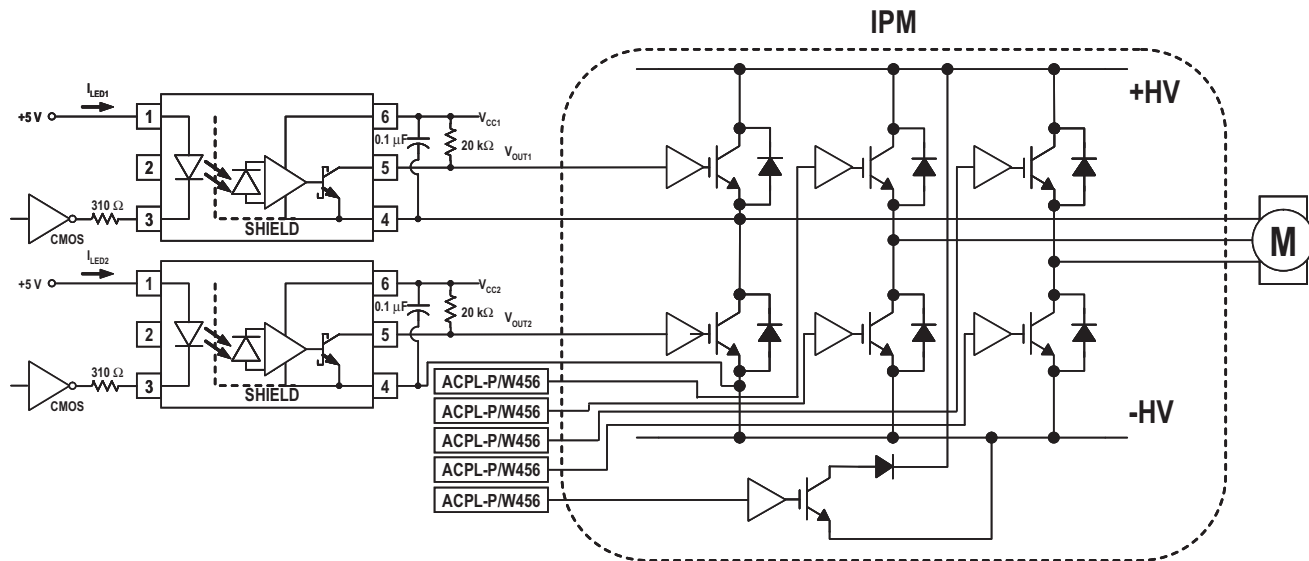 IPM
I_LED1
+5 V
1
2
3
310 Ω
CMOS
SHIELD
6
5
4
0.1 µF
V_CC1
20 kΩ
V_OUT1
+HV
M
I_LED2
+5 V
1
2
3
310 Ω
CMOS
SHIELD
6
5
4
0.1 µF
V_CC2
20 kΩ
V_OUT2
ACPL-P/W456
ACPL-P/W456
ACPL-P/W456
ACPL-P/W456
ACPL-P/W456
-HV